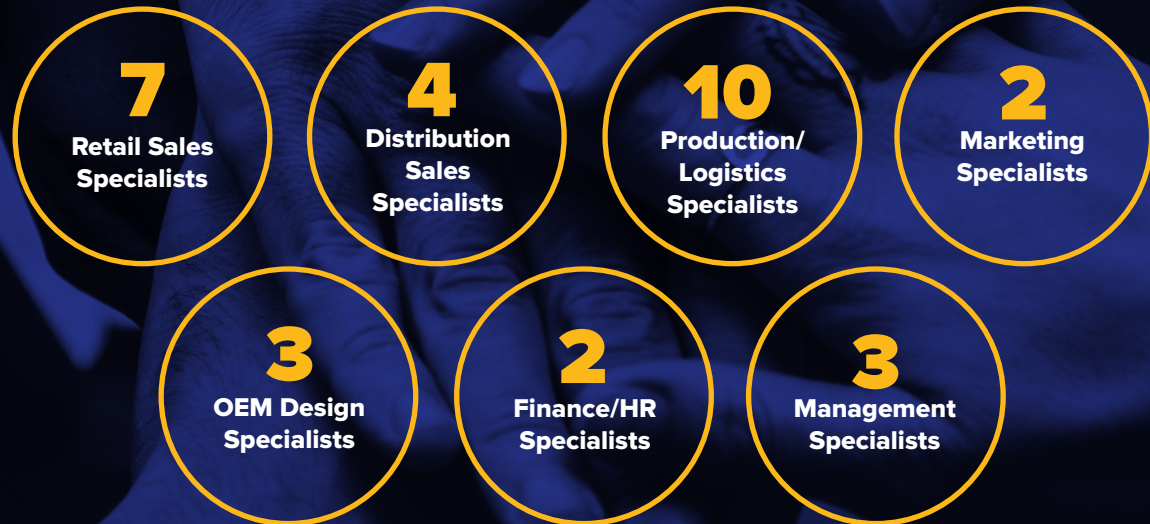 7
Retail Sales
Specialists
4
Distribution
Sales
Specialists
10
Production/
Logistics
Specialists
2
Marketing
Specialists
3
OEM Design
Specialists
2
Finance/HR
Specialists
3
Management
Specialists